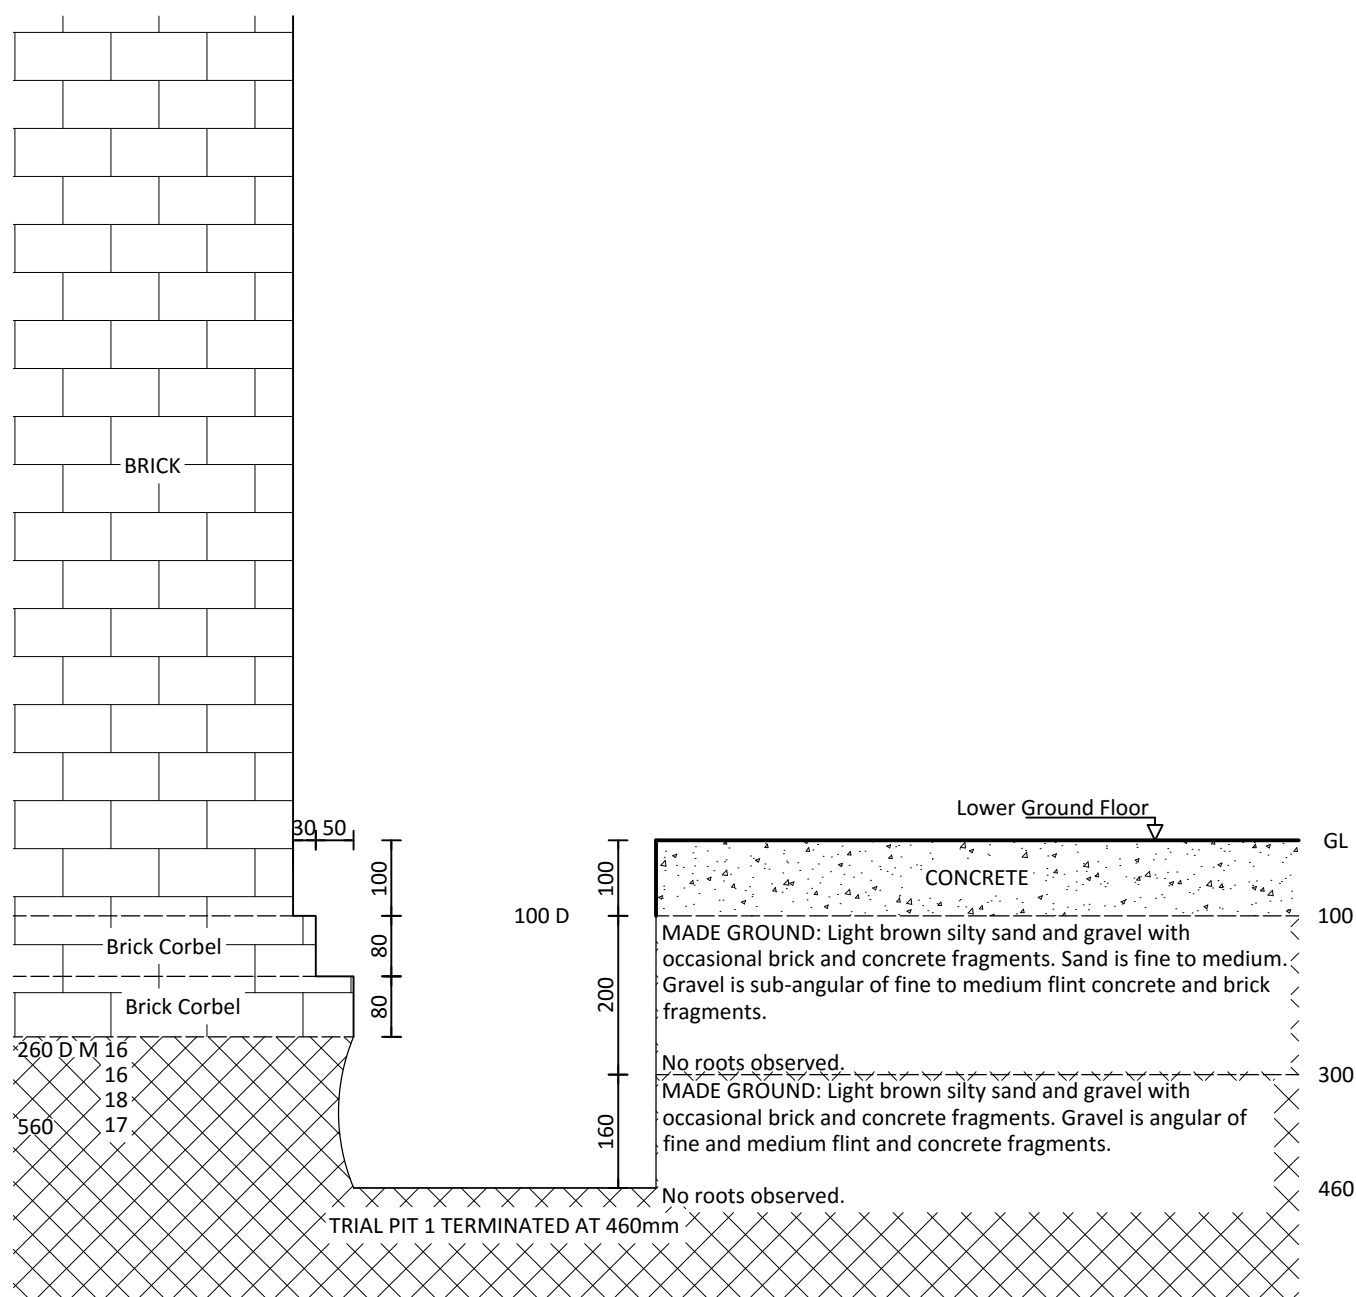 BRICK
Lower Ground Floor
30 50
GL
100
100
CONCRETE
100 D
100
Brick Corbel
80
MADE GROUND: Light brown silty sand and gravel with
occasional brick and concrete fragments. Sand is fine to medium.
Gravel is sub-angular of fine to medium flint concrete and brick
fragments.
200
Brick Corbel
80
No roots observed.
300
260 D M 16
16
18
560 17
MADE GROUND: Light brown silty sand and gravel with
occasional brick and concrete fragments. Gravel is angular of
fine and medium flint and concrete fragments.
160
No roots observed.
460
TRIAL PIT 1 TERMINATED AT 460mm